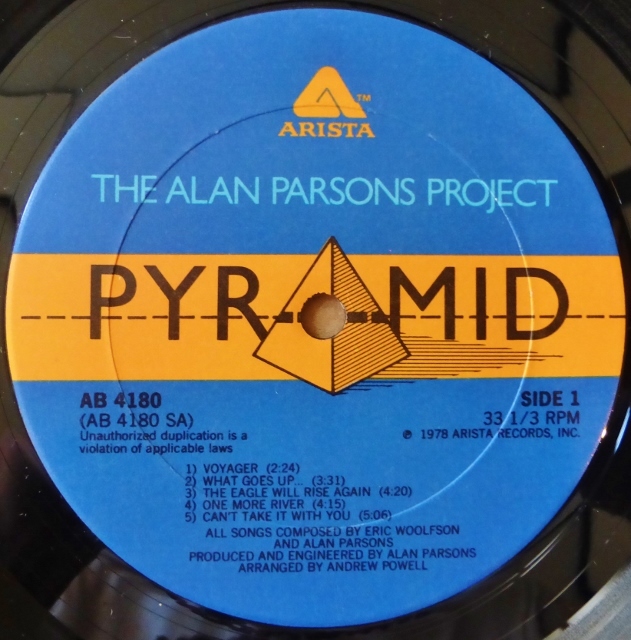 TM
ARISTA
THE ALAN PARSONS PROJECT
PYRAMID
AB 4180
(AB 4180 SA)
Unauthorized duplication is a
violation of applicable laws
SIDE 1
33 1/3 RPM
℗ 1978 ARISTA RECORDS, INC.
1) VOYAGER (2:24)
2) WHAT GOES UP... (3:31)
3) THE EAGLE WILL RISE AGAIN (4:20)
4) ONE MORE RIVER (4:15)
5) CAN'T TAKE IT WITH YOU (5:06)
ALL SONGS COMPOSED BY ERIC WOOLFSON
AND ALAN PARSONS
PRODUCED AND ENGINEERED BY ALAN PARSONS
ARRANGED BY ANDREW POWELL